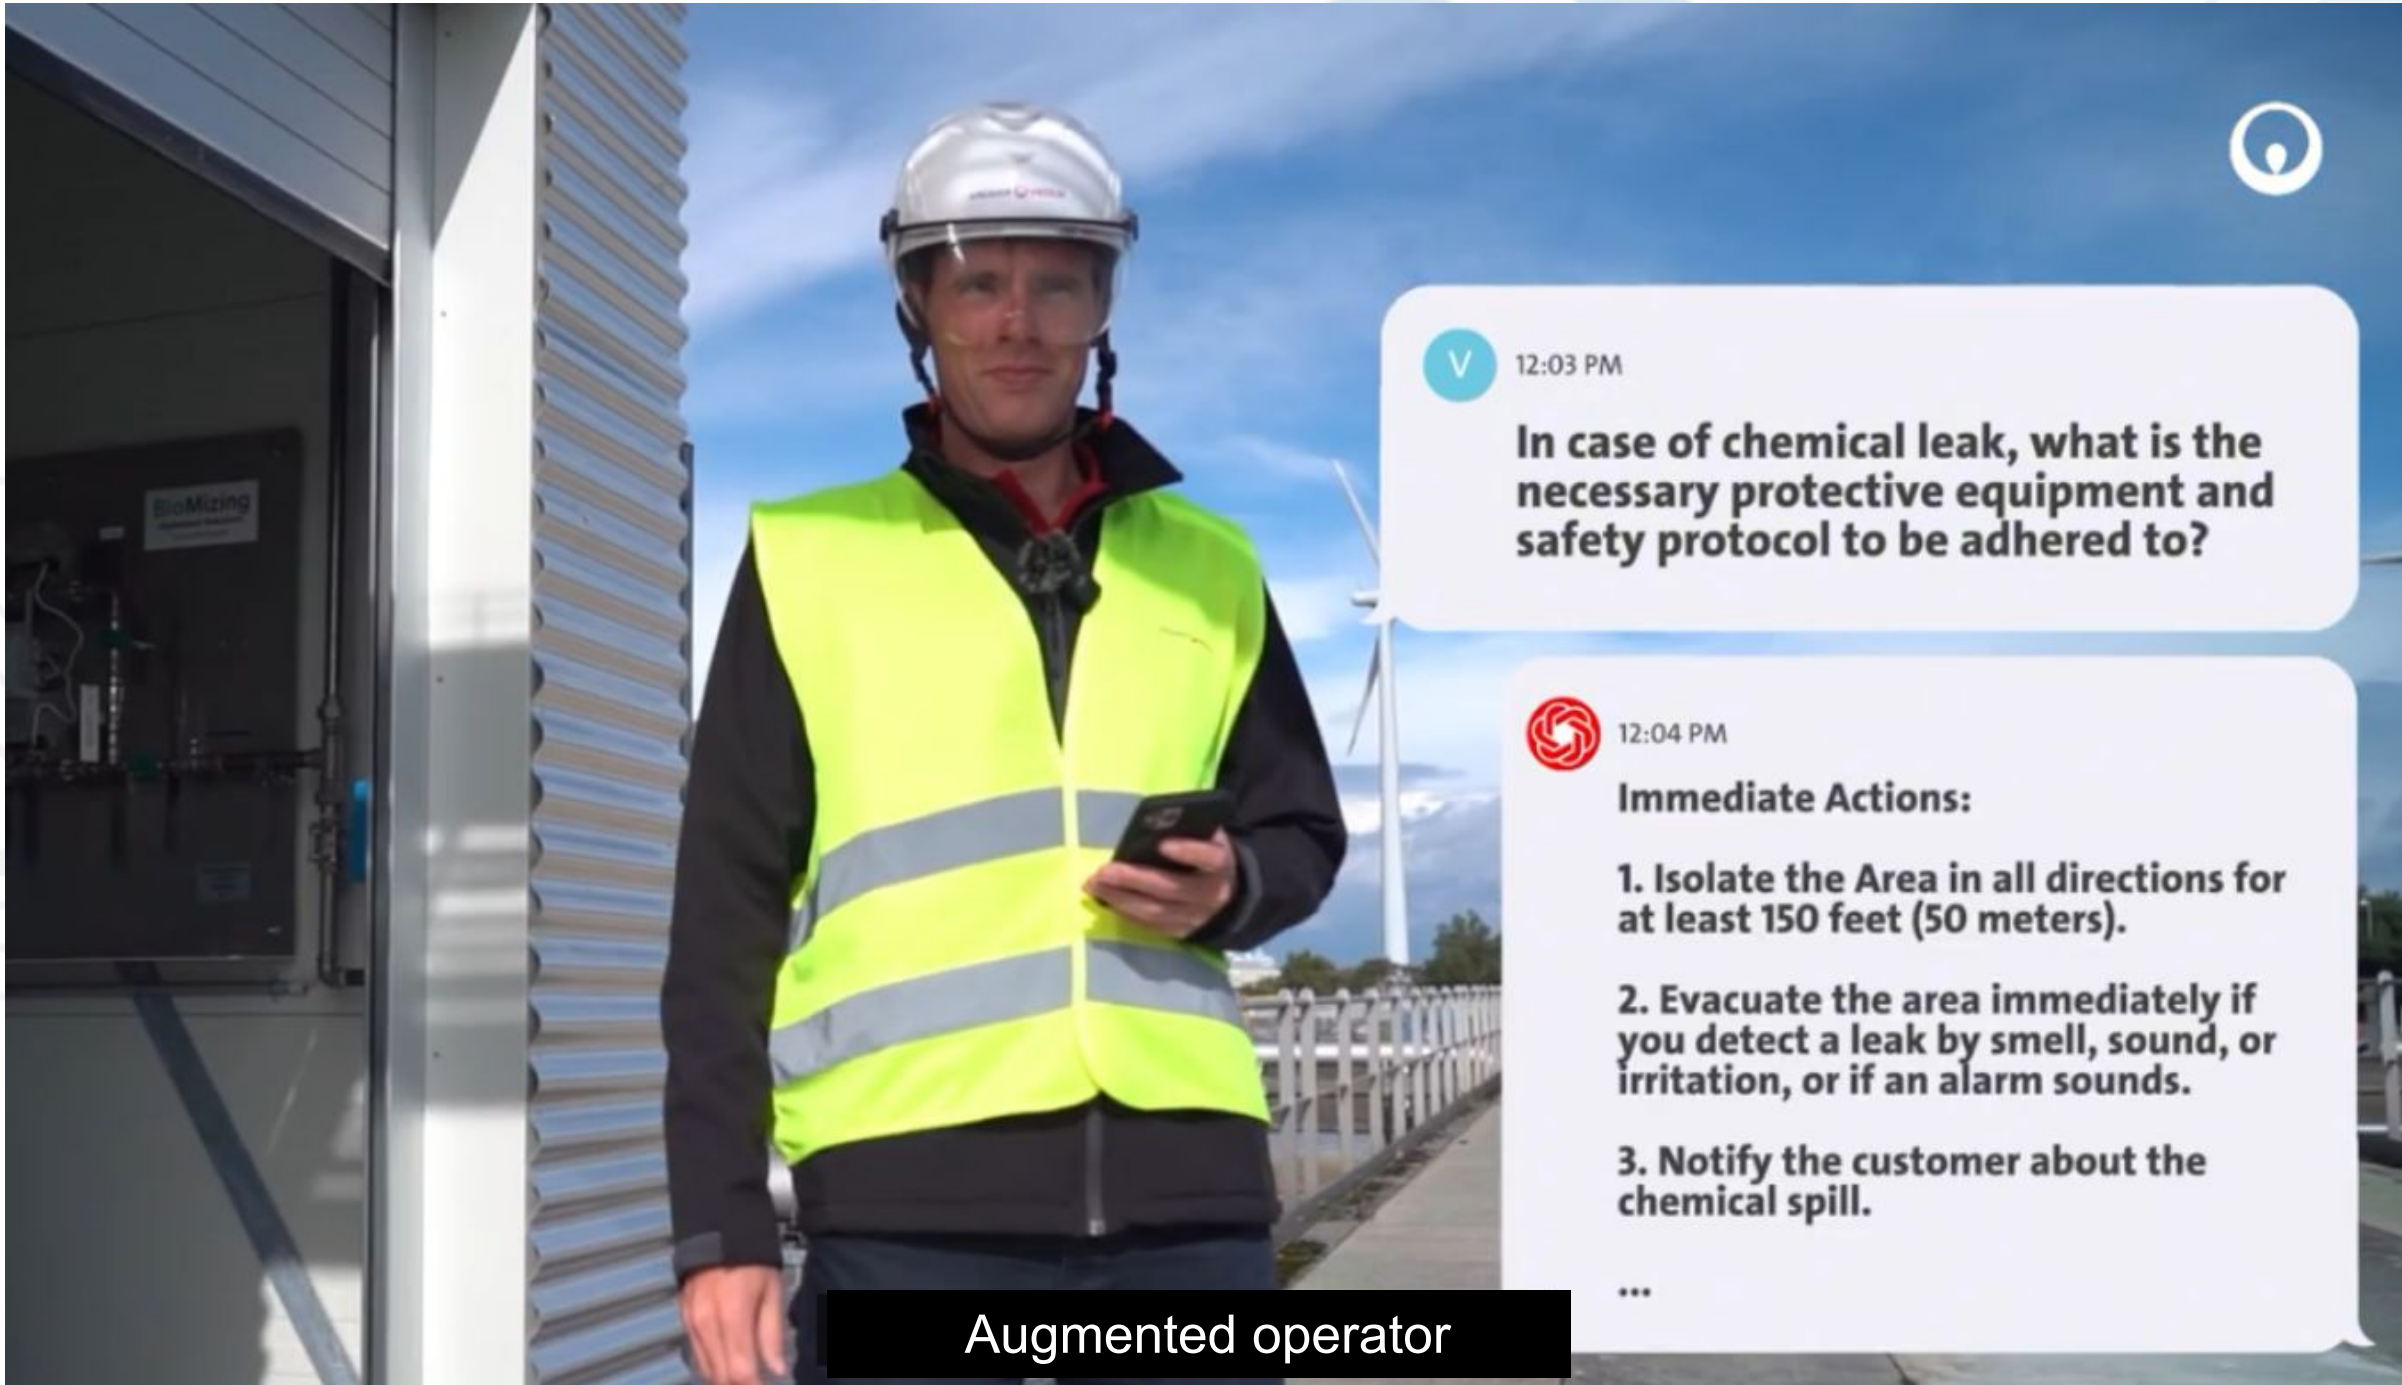 BioMizing
V
12:03 PM
In case of chemical leak, what is the
necessary protective equipment and
safety protocol to be adhered to?
12:04 PM
Immediate Actions:
1. Isolate the Area in all directions for
at least 150 feet (50 meters).
2. Evacuate the area immediately if
you detect a leak by smell, sound, or
irritation, or if an alarm sounds.
3. Notify the customer about the
chemical spill.
...
Augmented operator